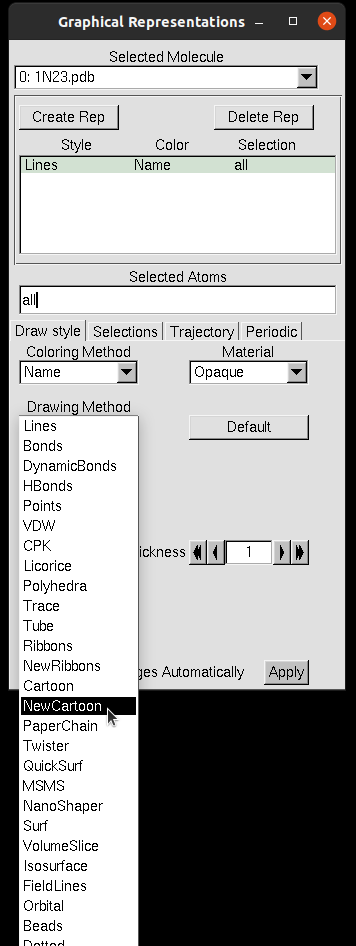 Graphical Representations
Selected Molecule
0: 1N23.pdb
Create Rep Delete Rep
Style Color Selection
Lines Name all
Selected Atoms
all
Draw style Selections Trajectory Periodic
Coloring Method Material
Name Opaque
Drawing Method
Default
Lines
Bonds
DynamicBonds
HBonds
Points
VDW
CPK
ickness 1
Licorice
Polyhedra
Trace
Tube
Ribbons
NewRibbons
ges Automatically Apply
Cartoon
NewCartoon
PaperChain
Twister
QuickSurf
MSMS
NanoShaper
Surf
VolumeSlice
Isosurface
FieldLines
Orbital
Beads
Dotted